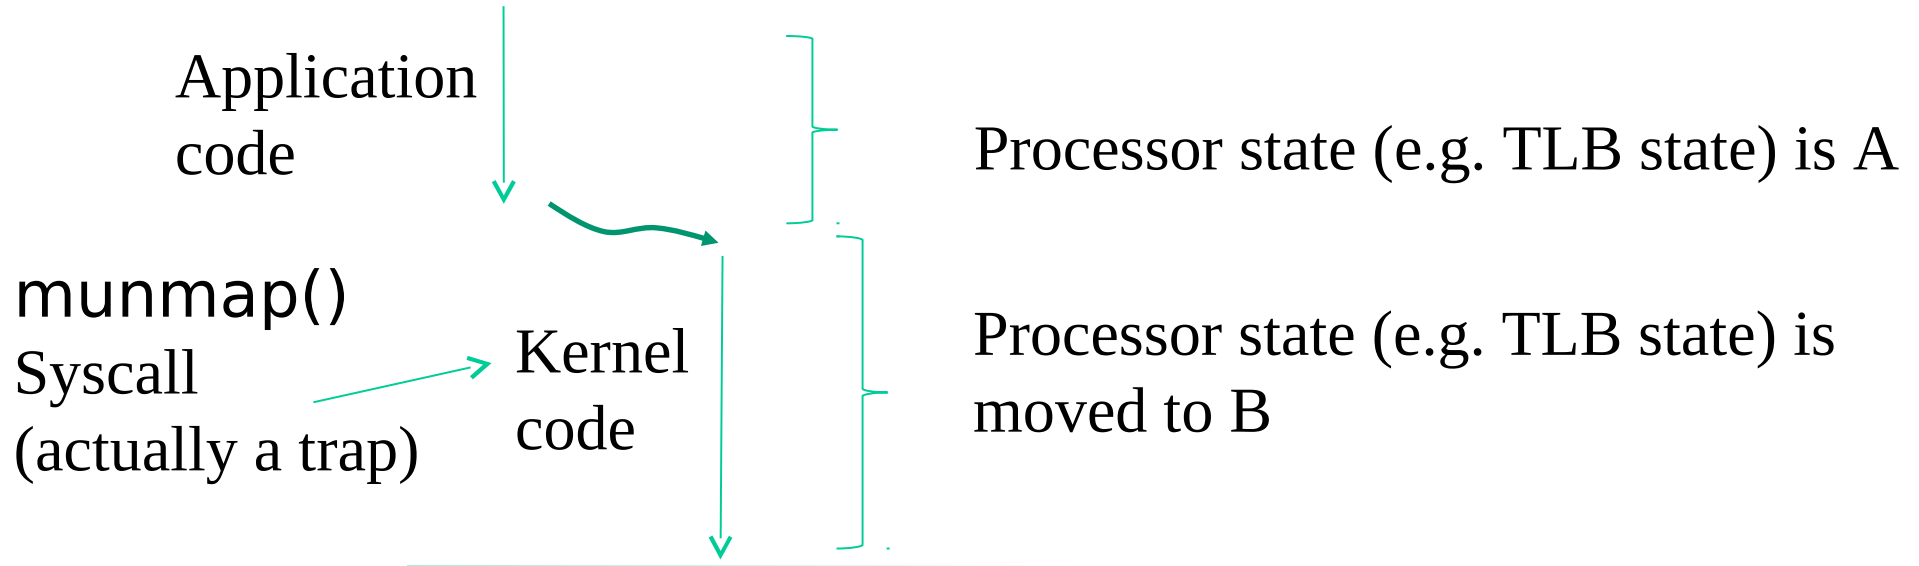 Application
code
Processor state (e.g. TLB state) is A
munmap()
Syscall
(actually a trap)
Kernel
code
Processor state (e.g. TLB state) is
moved to B